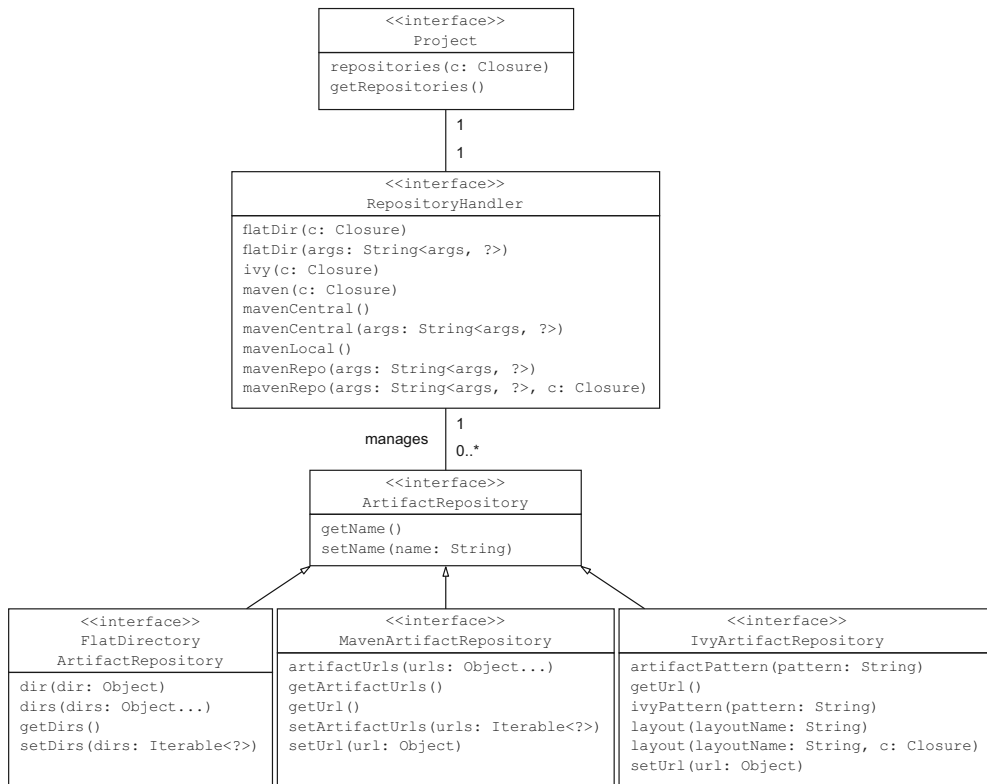 <<interface>>
Project
repositories(c: Closure)
getRepositories()
1
1
<<interface>>
RepositoryHandler
flatDir(c: Closure)
flatDir(args: String<args, ?>)
ivy(c: Closure)
maven(c: Closure)
mavenCentral()
mavenCentral(args: String<args, ?>)
mavenLocal()
mavenRepo(args: String<args, ?>)
mavenRepo(args: String<args, ?>, c: Closure)
1
manages
0..*
<<interface>>
ArtifactRepository
getName()
setName(name: String)
<<interface>>
FlatDirectory
ArtifactRepository
dir(dir: Object)
dirs(dirs: Object...)
getDirs()
setDirs(dirs: Iterable<?>)
<<interface>>
MavenArtifactRepository
artifactUrls(urls: Object...)
getArtifactUrls()
getUrl()
setArtifactUrls(urls: Iterable<?>)
setUrl(url: Object)
<<interface>>
IvyArtifactRepository
artifactPattern(pattern: String)
getUrl()
ivyPattern(pattern: String)
layout(layoutName: String)
layout(layoutName: String, c: Closure)
setUrl(url: Object)